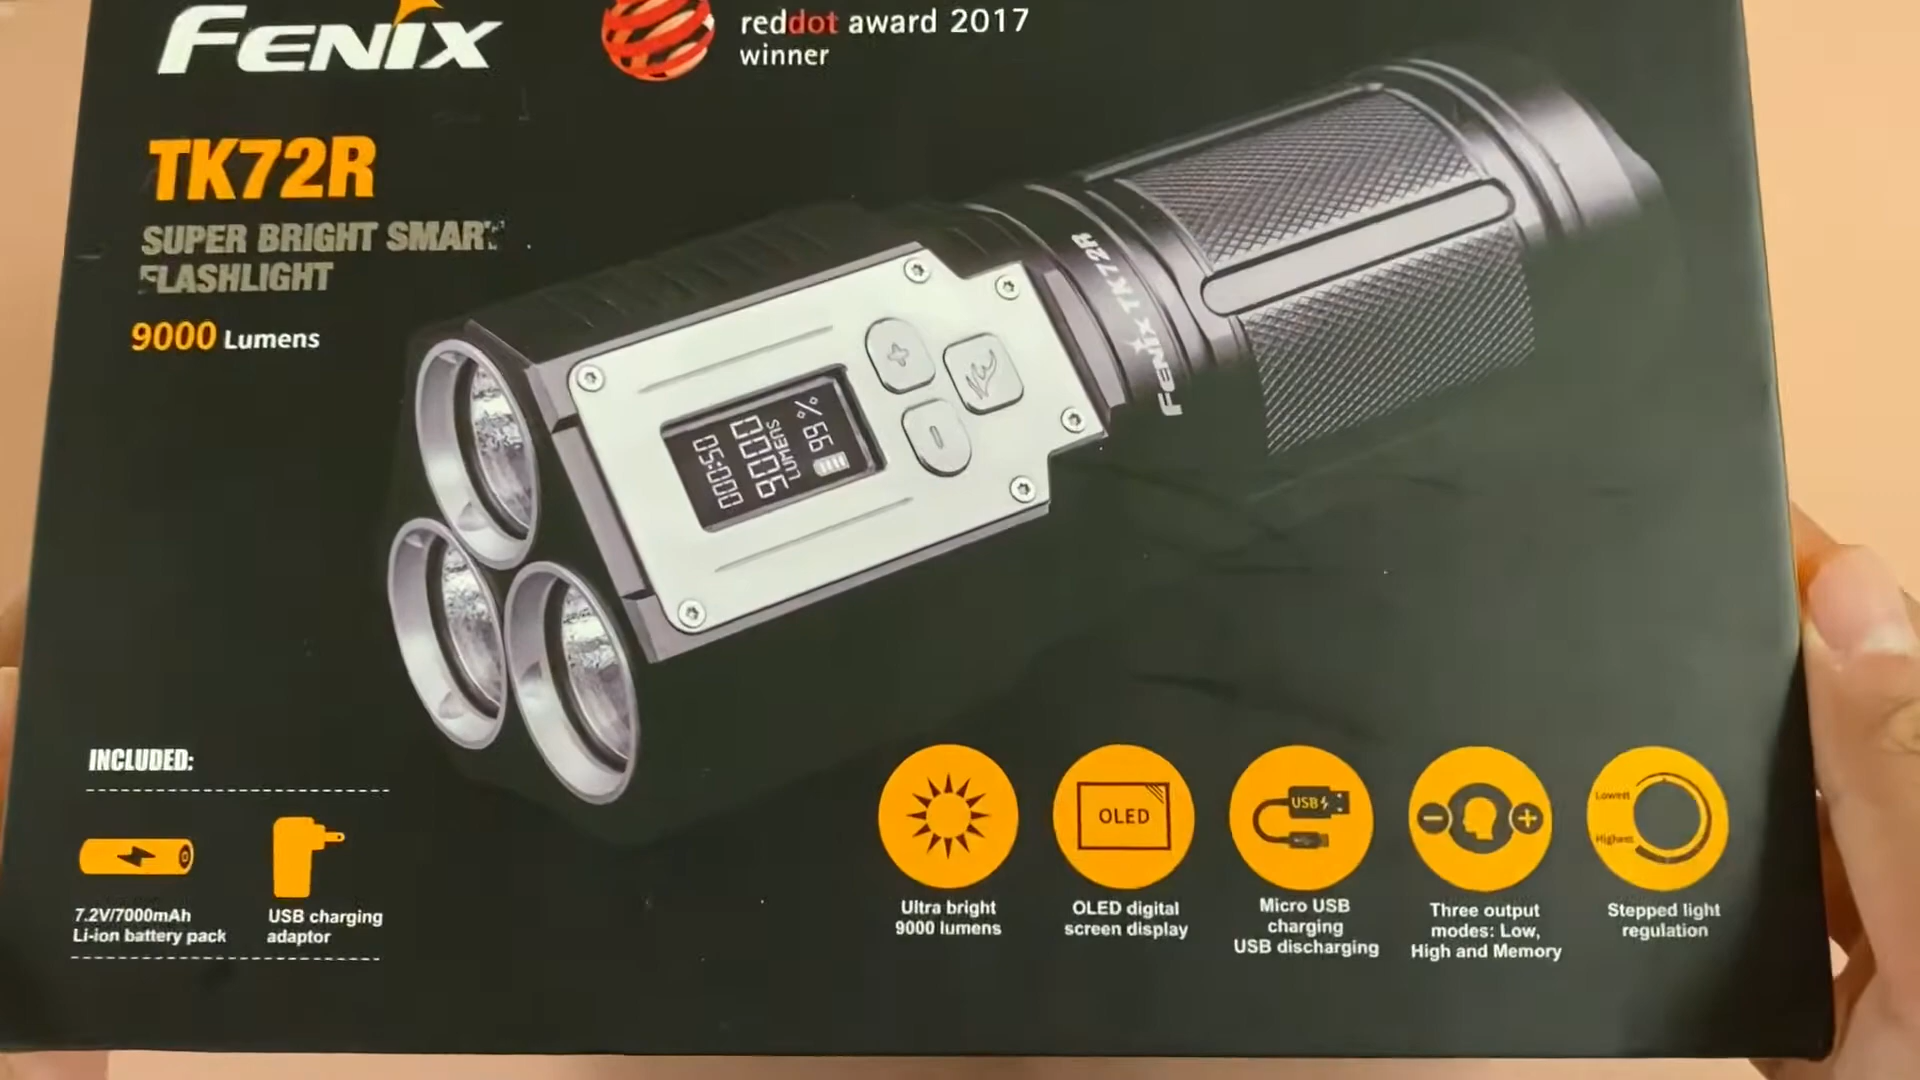 FENIX
reddot award 2017
winner
TK72R
SUPER BRIGHT SMART
FLASHLIGHT
9000 Lumens
FENIX TK72R
99%
9000
LUMENS
000:50
INCLUDED:
7.2V/7000mAh
Li-ion battery pack
USB charging
adaptor
OLED
USB
Lowest
Highest
Ultra bright
9000 lumens
OLED digital
screen display
Micro USB
charging
USB discharging
Three output
modes: Low,
High and Memory
Stepped light
regulation